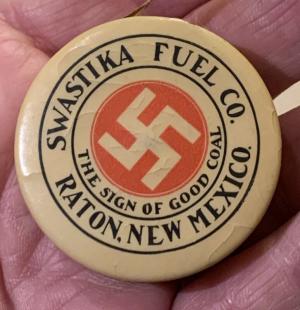 SWASTIKA FUEL CO.
THE SIGN OF GOOD COAL
RATON, NEW MEXICO.